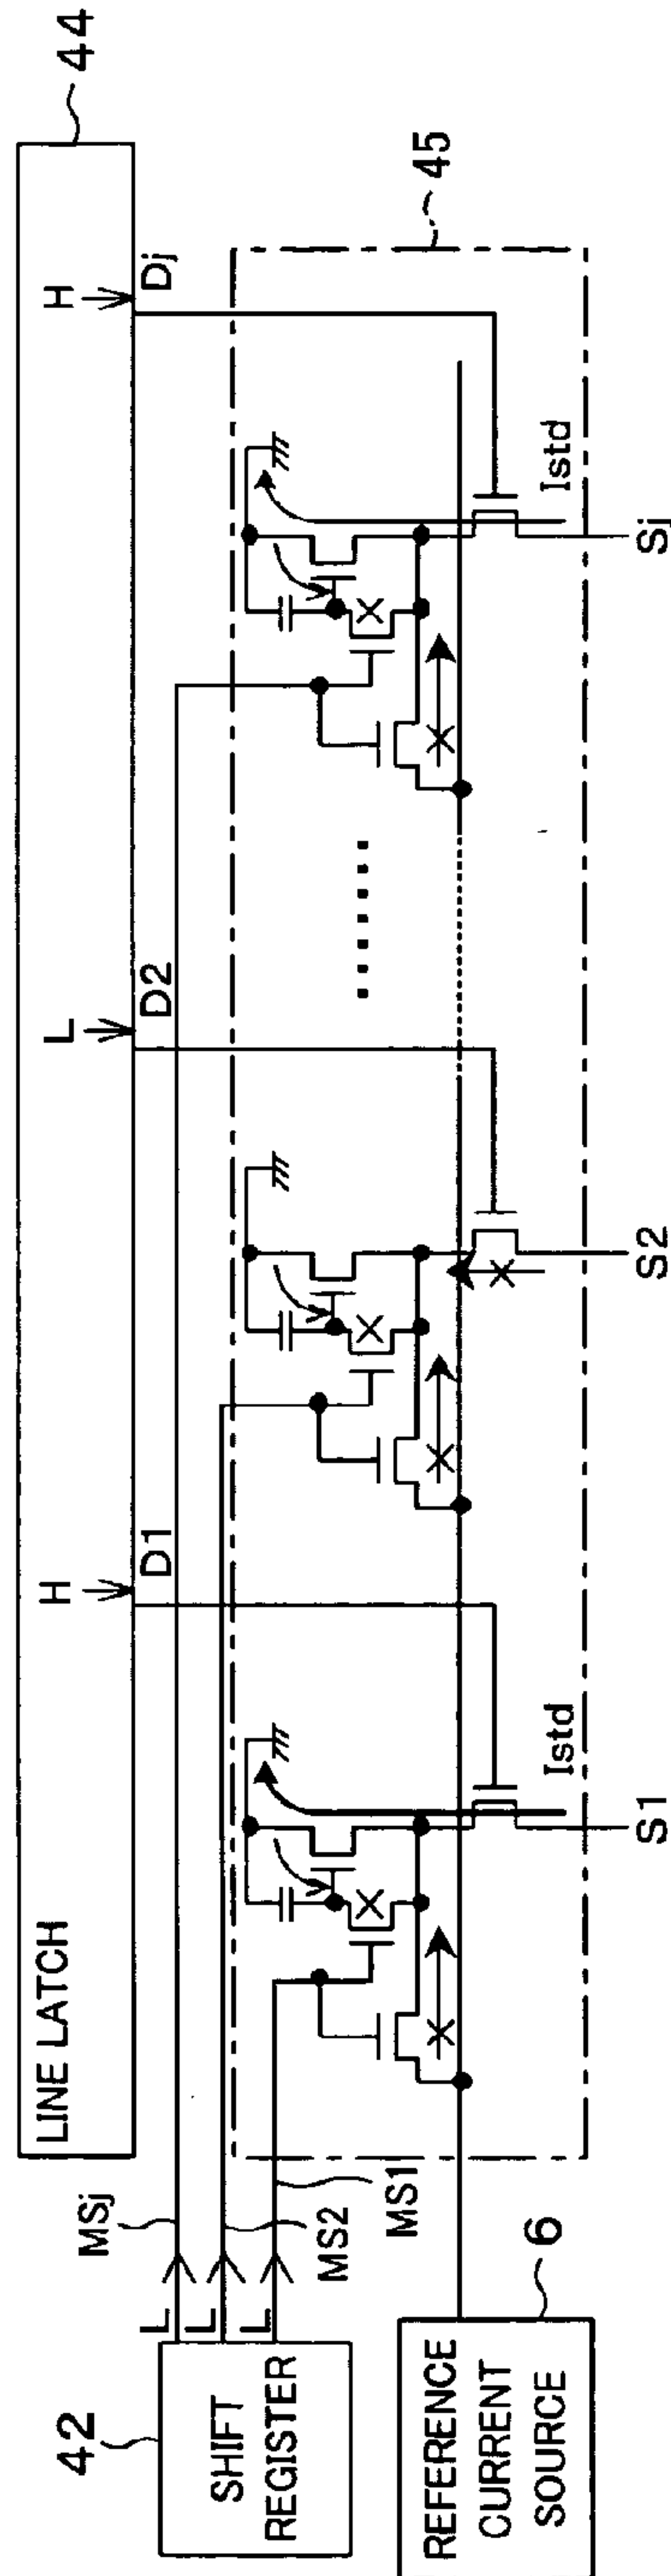 44
LINE LATCH
H
D1
L
D2
H
Dj
45
MSj
MS2
MS1
L
L
L
42
SHIFT
REGISTER
6
REFERENCE
CURRENT
SOURCE
Istd
Istd
S1
S2
Sj